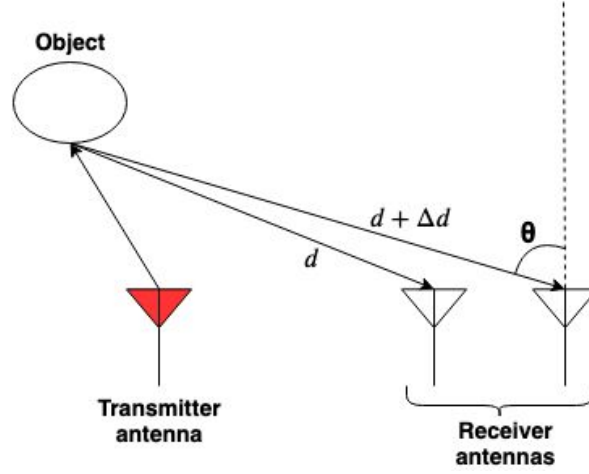 Object
d + Δd
θ
d
Transmitter
antenna
Receiver
antennas